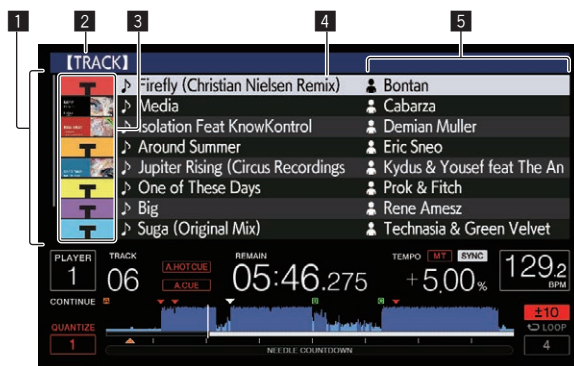 1 2 3 4 5
【TRACK】
Firefly (Christian Nielsen Remix) Bontan
Media Cabarza
Isolation Feat KnowKontrol Demian Muller
Around Summer Eric Sneo
Jupiter Rising (Circus Recordings Kydus & Yousef feat The An
One of These Days Prok & Fitch
Big Rene Amesz
Suga (Original Mix) Technasia & Green Velvet
PLAYER 1
TRACK 06
A.HOT CUE
A.CUE
REMAIN 05:46.275
TEMPO MT SYNC
+5.00%
129.2 BPM
CONTINUE
A B C
QUANTIZE 1
±10
LOOP 4
NEEDLE COUNTDOWN